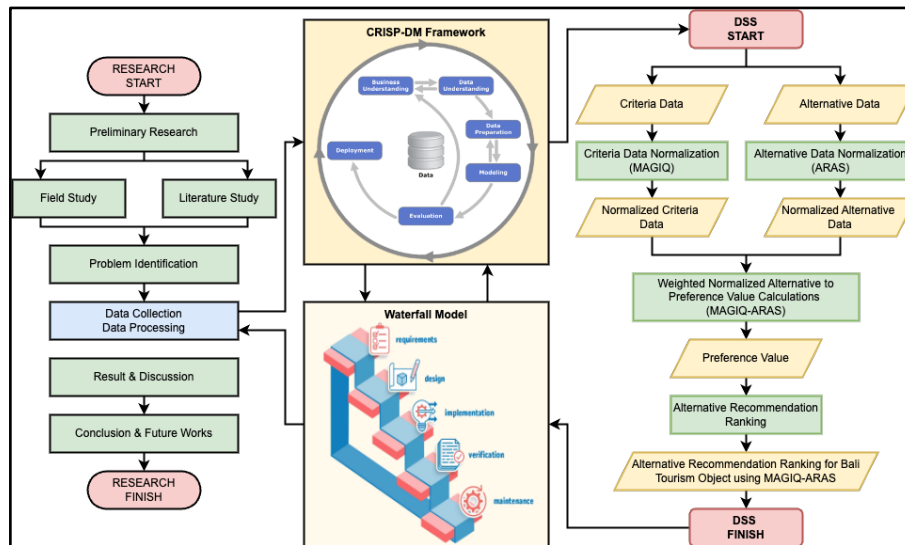 RESEARCH
START
Preliminary Research
Field Study
Literature Study
Problem Identification
Data Collection
Data Processing
Result & Discussion
Conclusion & Future Works
RESEARCH
FINISH
CRISP-DM Framework
Business
Understanding
Data
Understanding
Data
Preparation
Modeling
Evaluation
Deployment
Data
Waterfall Model
requirements
design
implementation
verification
maintenance
DSS
START
Criteria Data
Alternative Data
Criteria Data Normalization
(MAGIQ)
Alternative Data Normalization
(ARAS)
Normalized Criteria
Data
Normalized Alternative
Data
Weighted Normalized Alternative to
Preference Value Calculations
(MAGIQ-ARAS)
Preference Value
Alternative Recommendation
Ranking
Alternative Recommendation Ranking for Bali
Tourism Object using MAGIQ-ARAS
DSS
FINISH